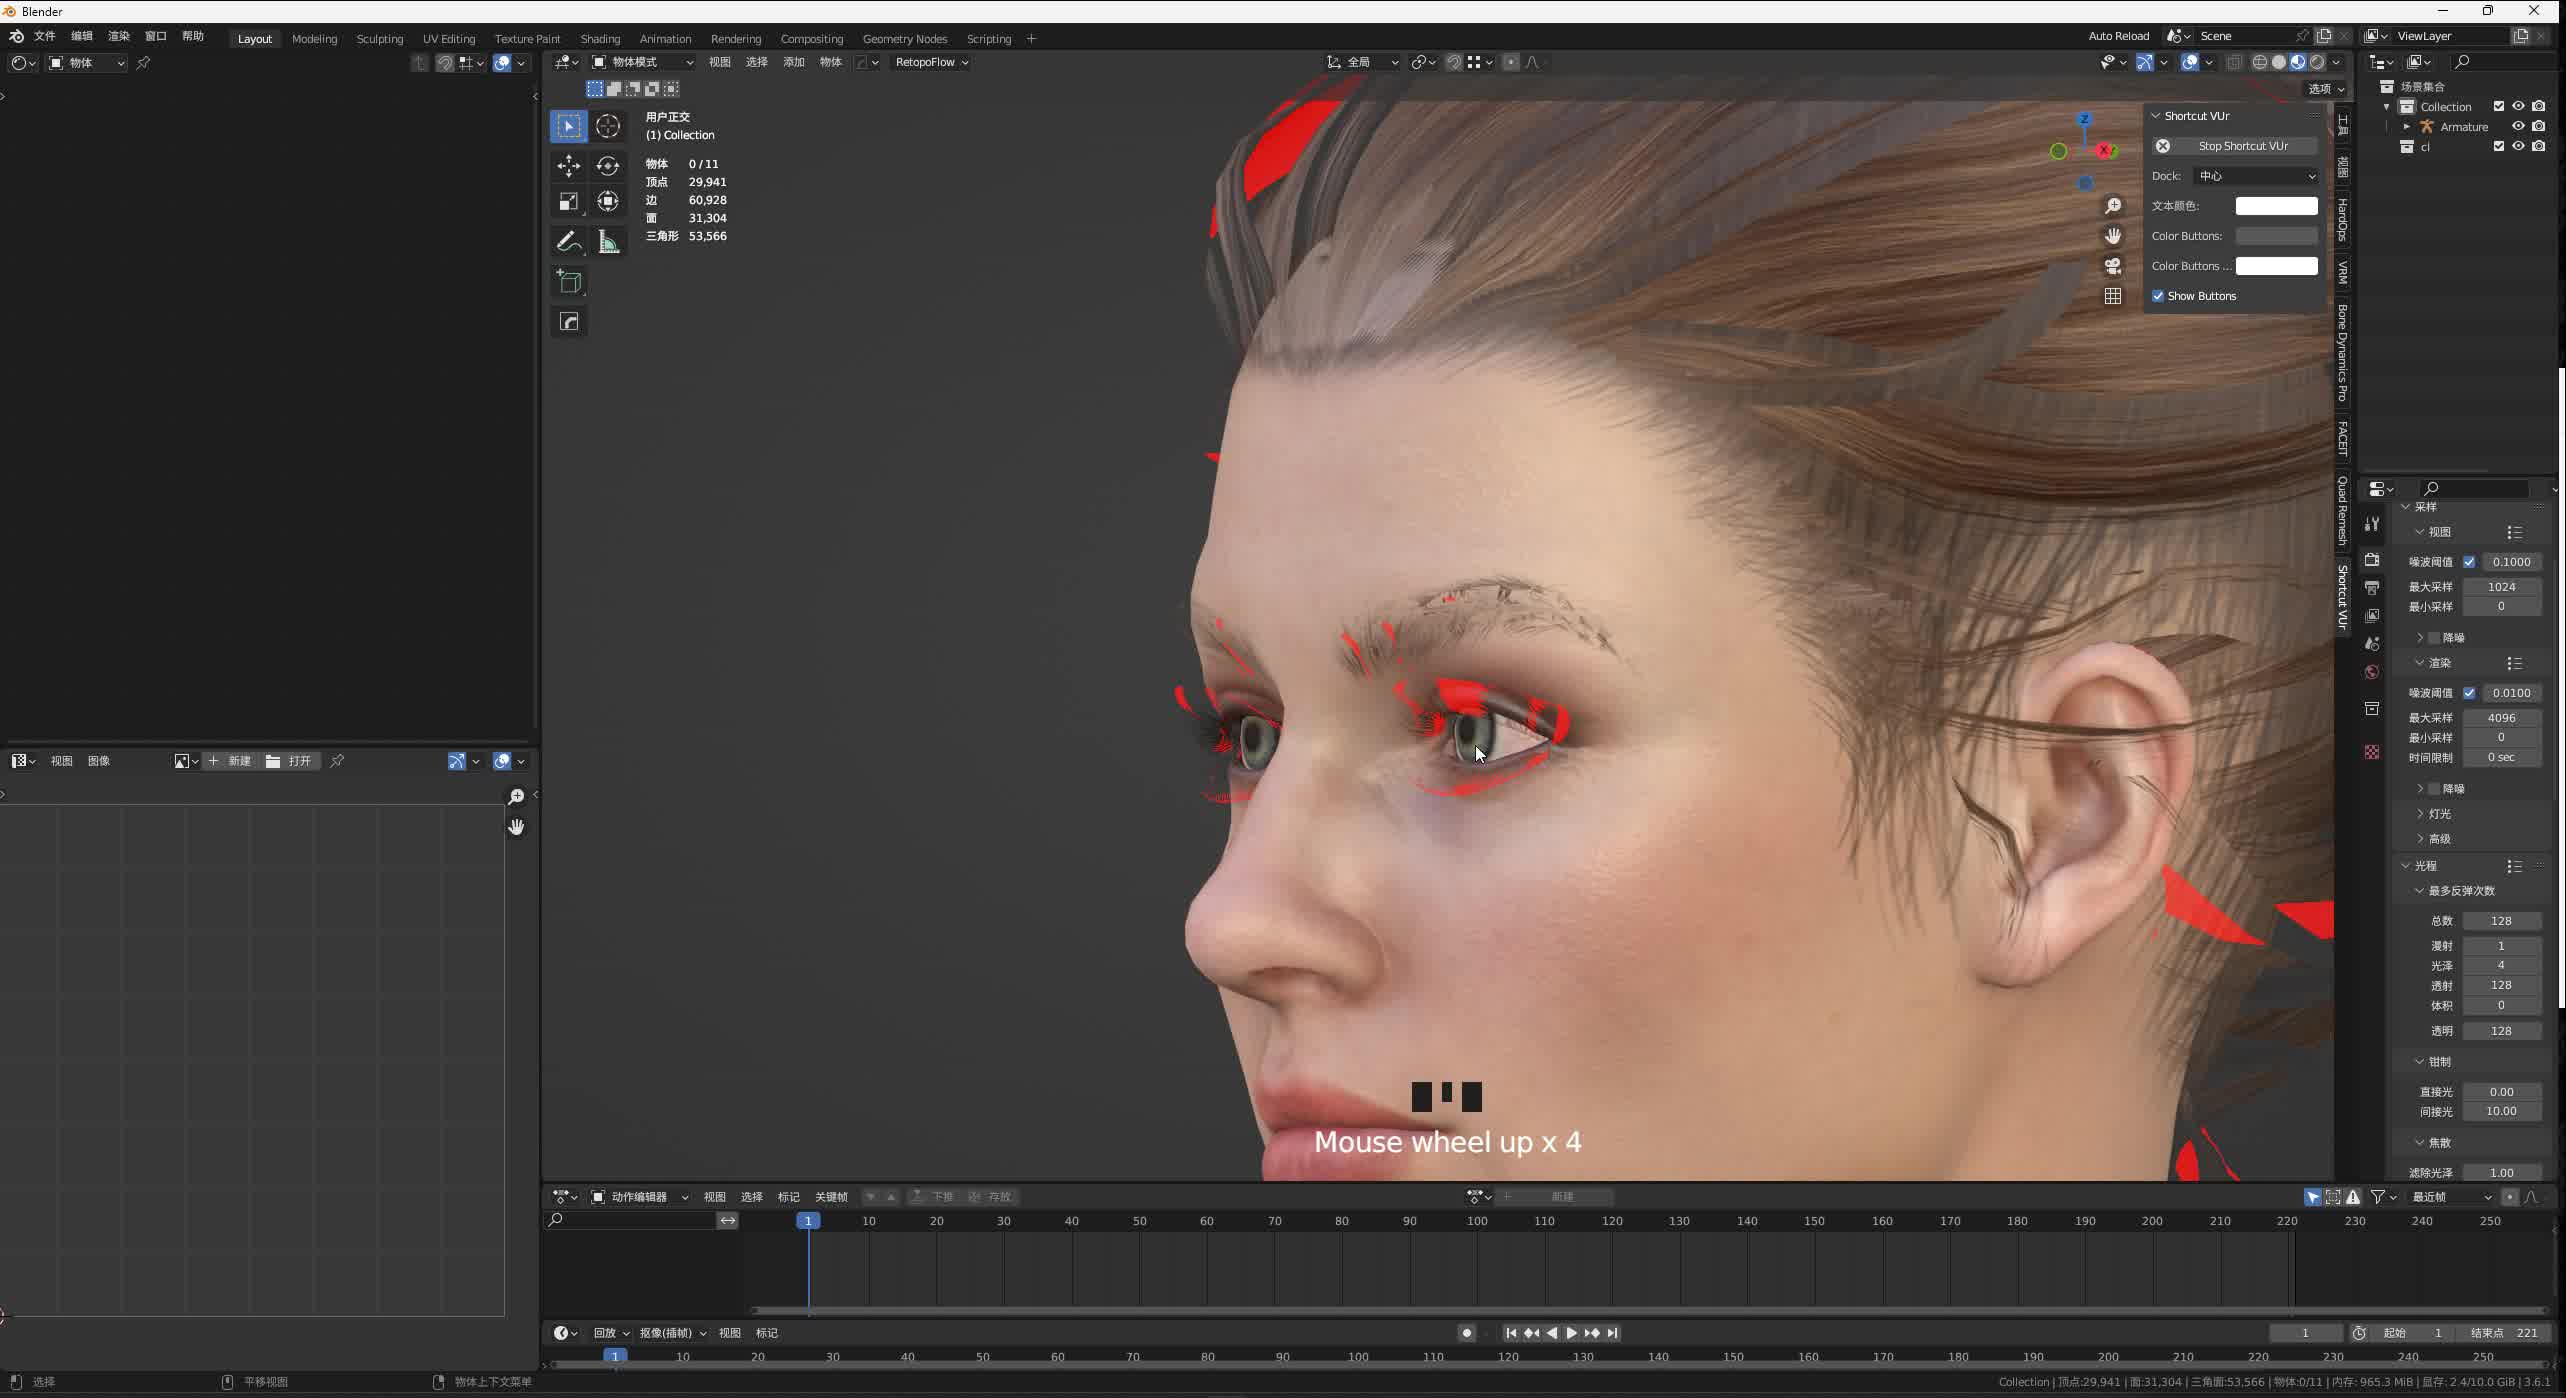 Blender
文件 编辑 渲染 窗口 帮助 Layout Modeling Sculpting UV Editing Texture Paint Shading Animation Rendering Compositing Geometry Nodes Scripting + Auto Reload Scene ViewLayer
物体 物体模式 视图 选择 添加 物体 RetopoFlow 全局
选项
用户正交
(1) Collection
物体 0 / 11
顶点 29,941
边 60,928
面 31,304
三角形 53,566
Z
X
Y
Shortcut VUr
Stop Shortcut VUr
Dock: 中心
文本颜色:
Color Buttons:
Color Buttons ...
Show Buttons
工具
视图
HardOps
VRM
Bone Dynamics Pro
FACEIT
Quad Remesh
Shortcut VUr
场景集合
Collection
Armature
cl
采样
视图
噪波阈值 0.1000
最大采样 1024
最小采样 0
降噪
渲染
噪波阈值 0.0100
最大采样 4096
最小采样 0
时间限制 0 sec
降噪
灯光
高级
光程
最多反弹次数
总数 128
漫射 1
光泽 4
透射 128
体积 0
透明 128
钳制
直接光 0.00
间接光 10.00
焦散
滤除光泽 1.00
视图 图像 + 新建 打开
Mouse wheel up x 4
动作编辑器 视图 选择 标记 关键帧 下推 存放 + 新建 最近帧
1 10 20 30 40 50 60 70 80 90 100 110 120 130 140 150 160 170 180 190 200 210 220 230 240 250
回放 抠像(插帧) 视图 标记 1 起始 1 结束点 221
1 10 20 30 40 50 60 70 80 90 100 110 120 130 140 150 160 170 180 190 200 210 220 230 240 250
选择 平移视图 物体上下文菜单 Collection | 顶点:29,941 | 面:31,304 | 三角面:53,566 | 物体:0/11 | 内存: 965.3 MiB | 显存: 2.4/10.0 GiB | 3.6.1